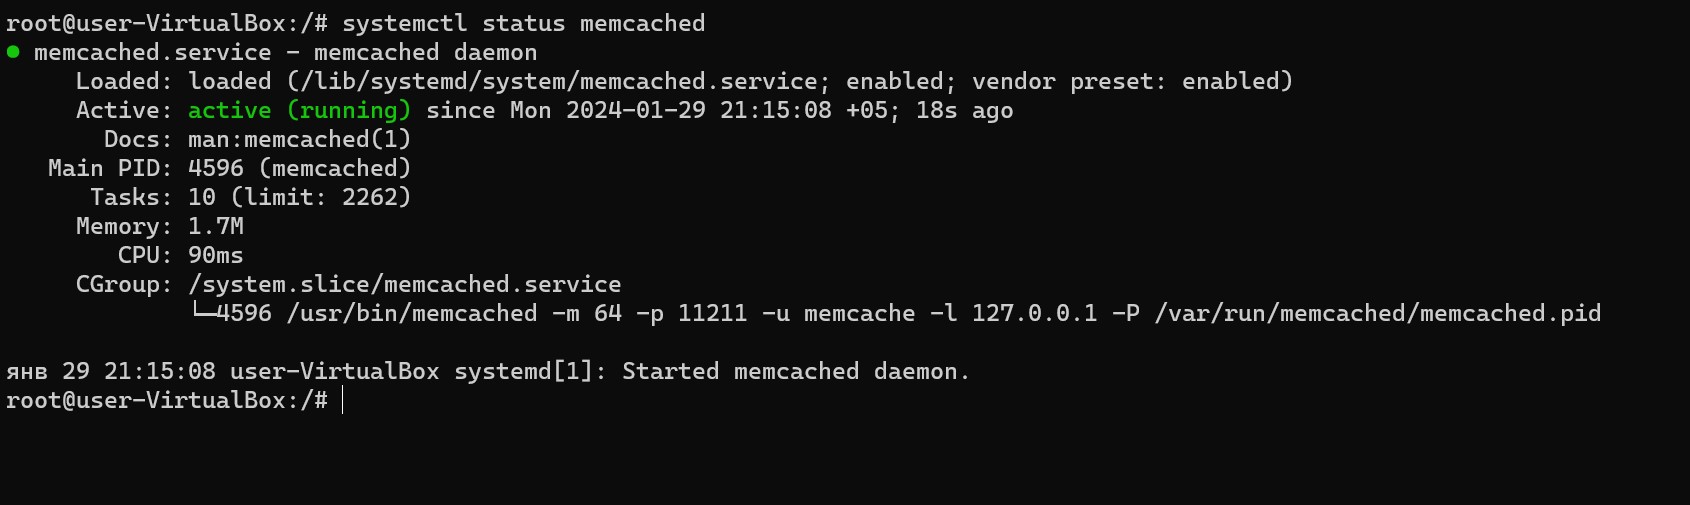 root@user-VirtualBox:/# systemctl status memcached
● memcached.service - memcached daemon
     Loaded: loaded (/lib/systemd/system/memcached.service; enabled; vendor preset: enabled)
     Active: active (running) since Mon 2024-01-29 21:15:08 +05; 18s ago
       Docs: man:memcached(1)
   Main PID: 4596 (memcached)
      Tasks: 10 (limit: 2262)
     Memory: 1.7M
        CPU: 90ms
     CGroup: /system.slice/memcached.service
             └─4596 /usr/bin/memcached -m 64 -p 11211 -u memcache -l 127.0.0.1 -P /var/run/memcached/memcached.pid

янв 29 21:15:08 user-VirtualBox systemd[1]: Started memcached daemon.
root@user-VirtualBox:/#